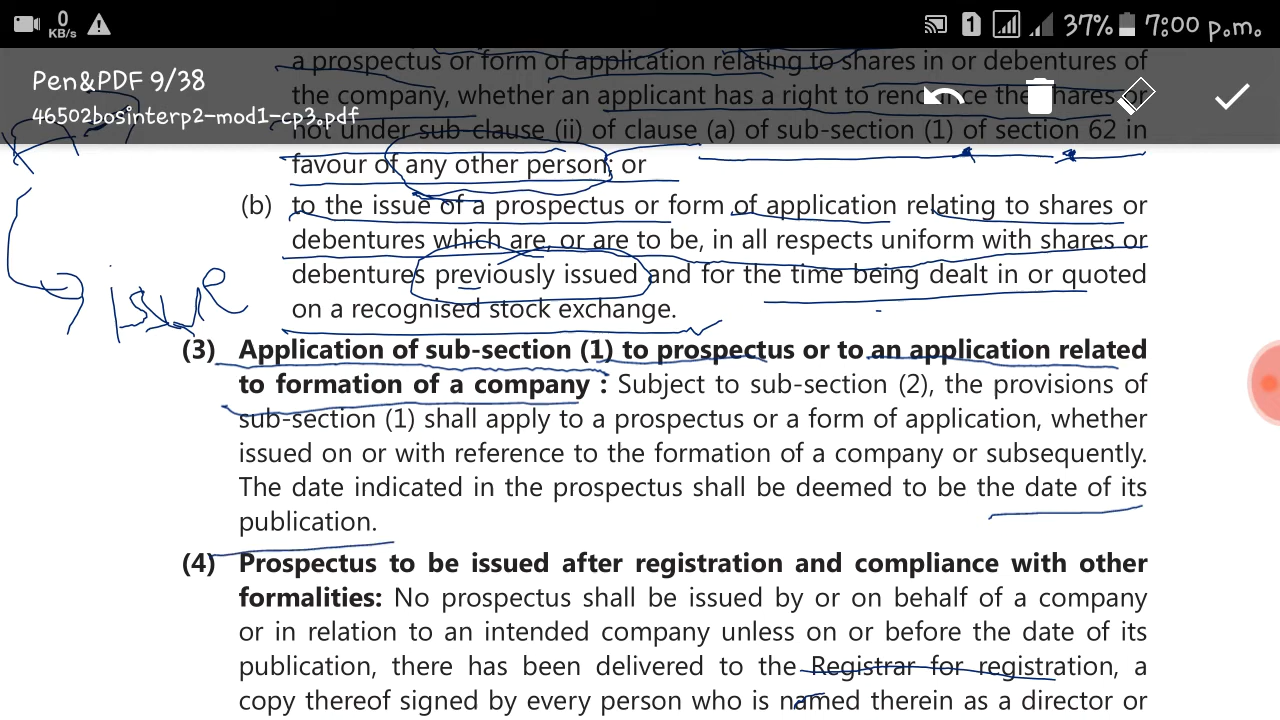 0 KB/s 1 37% 7:00 p.m.
Pen&PDF 9/38
46502bosinterp2-mod1-cp3.pdf
a prospectus or form of application relating to shares in or debentures of
the company, whether an applicant has a right to renounce the shares or
not under sub clause (ii) of clause (a) of sub-section (1) of section 62 in
favour of any other person; or
(b) to the issue of a prospectus or form of application relating to shares or
debentures which are, or are to be, in all respects uniform with shares or
debentures previously issued and for the time being dealt in or quoted
on a recognised stock exchange.
issue
(3) Application of sub-section (1) to prospectus or to an application related
to formation of a company : Subject to sub-section (2), the provisions of
sub-section (1) shall apply to a prospectus or a form of application, whether
issued on or with reference to the formation of a company or subsequently.
The date indicated in the prospectus shall be deemed to be the date of its
publication.
(4) Prospectus to be issued after registration and compliance with other
formalities: No prospectus shall be issued by or on behalf of a company
or in relation to an intended company unless on or before the date of its
publication, there has been delivered to the Registrar for registration, a
copy thereof signed by every person who is named therein as a director or